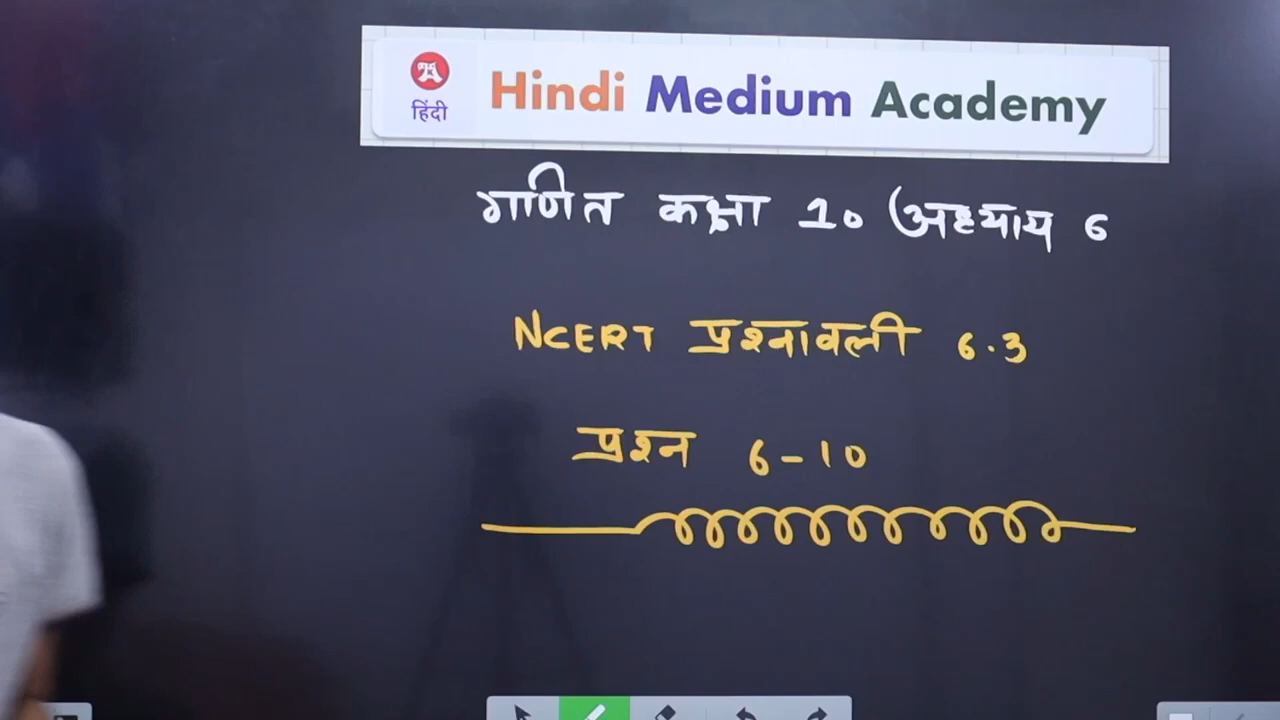 हिंदी
Hindi Medium Academy
गणित कक्षा 10 (अध्याय 6
NCERT प्रश्नावली 6.3
प्रश्न 6-10